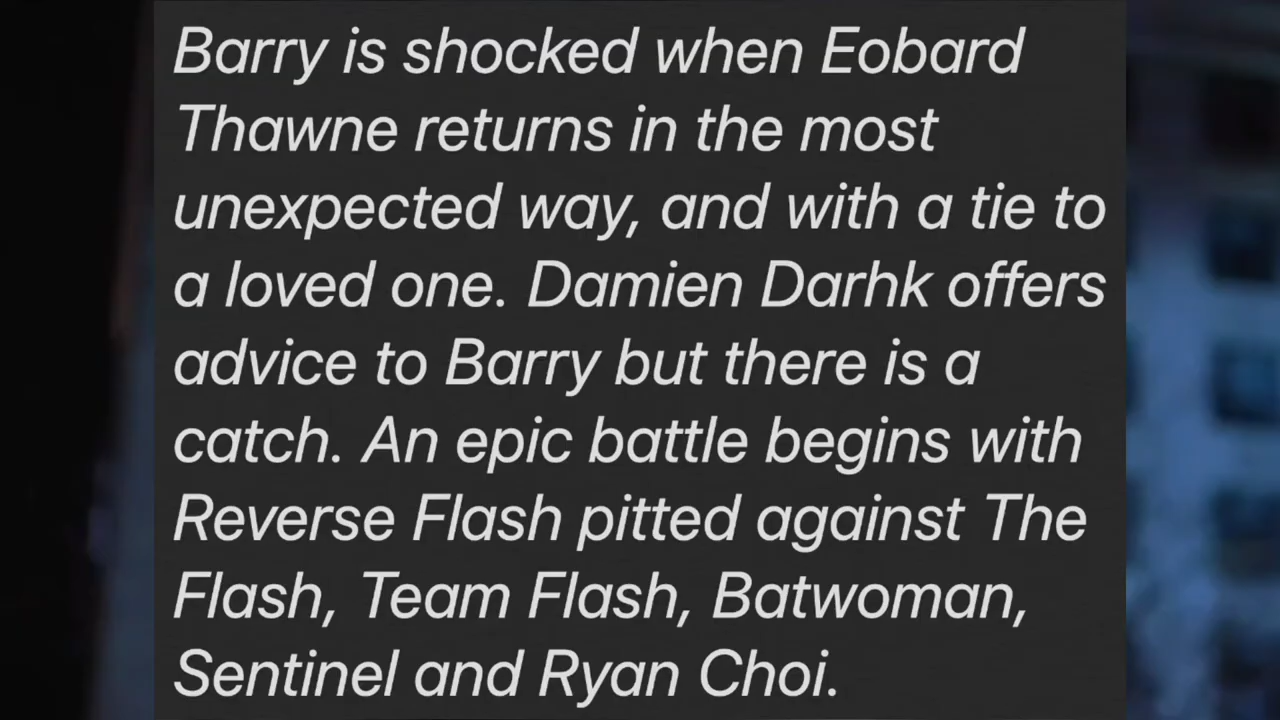 Barry is shocked when Eobard
Thawne returns in the most
unexpected way, and with a tie to
a loved one. Damien Darhk offers
advice to Barry but there is a
catch. An epic battle begins with
Reverse Flash pitted against The
Flash, Team Flash, Batwoman,
Sentinel and Ryan Choi.